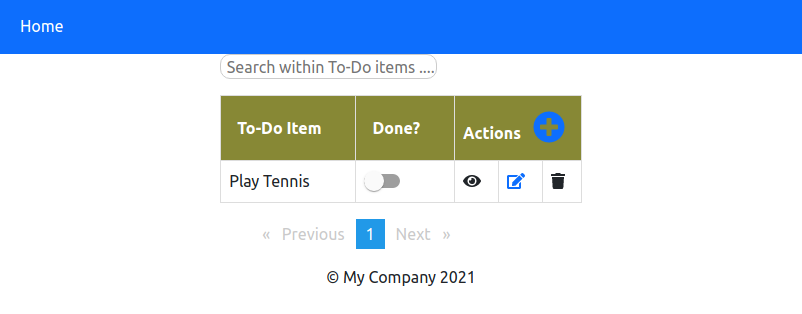 Home
Search within To-Do items ....
To-Do Item Done? Actions
Play Tennis
« Previous 1 Next »
© My Company 2021